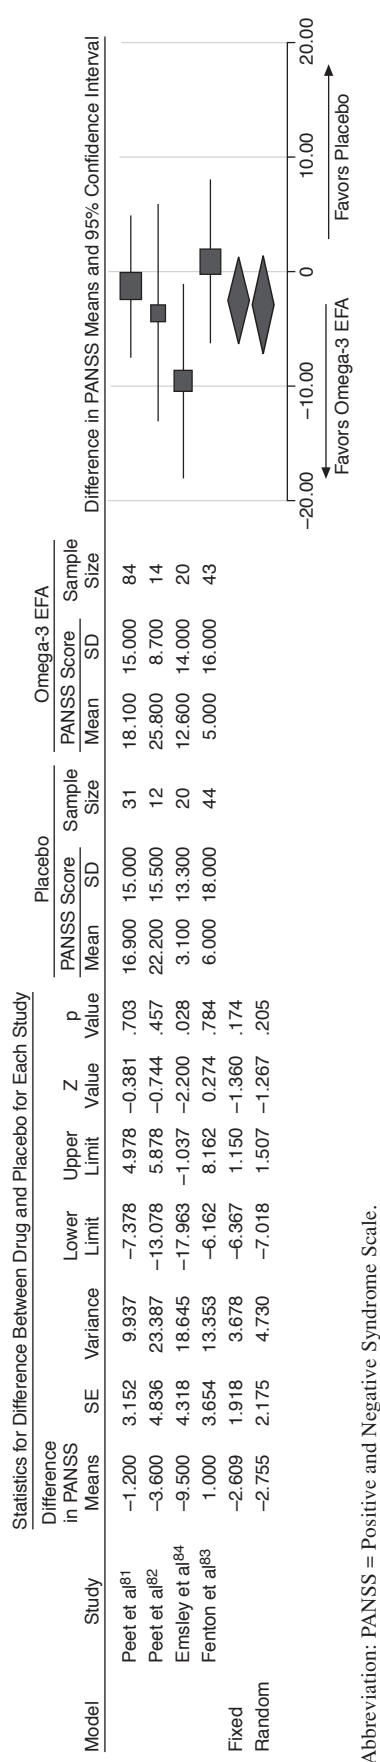 Statistics for Difference Between Drug and Placebo for Each Study
Placebo
Omega-3 EFA
Difference in PANSS Means and 95% Confidence Interval
Model
Study
Difference
in PANSS
Means
SE
Variance
Lower
Limit
Upper
Limit
Z
Value
p
Value
PANSS Score
Mean
SD
Sample
Size
PANSS Score
Mean
SD
Sample
Size
Peet et al81 −1.200 3.152 9.937 −7.378 4.978 −0.381 .703 16.900 15.000 31 18.100 15.000 84
Peet et al82 −3.600 4.836 23.387 −13.078 5.878 −0.744 .457 22.200 15.500 12 25.800 8.700 14
Emsley et al84 −9.500 4.318 18.645 −17.963 −1.037 −2.200 .028 3.100 13.300 20 12.600 14.000 20
Fenton et al83 1.000 3.654 13.353 −6.162 8.162 0.274 .784 6.000 18.000 44 5.000 16.000 43
Fixed −2.609 1.918 3.678 −6.367 1.150 −1.360 .174
Random −2.755 2.175 4.730 −7.018 1.507 −1.267 .205
−20.00 −10.00 0 10.00 20.00
Favors Omega-3 EFA Favors Placebo
Abbreviation: PANSS = Positive and Negative Syndrome Scale.